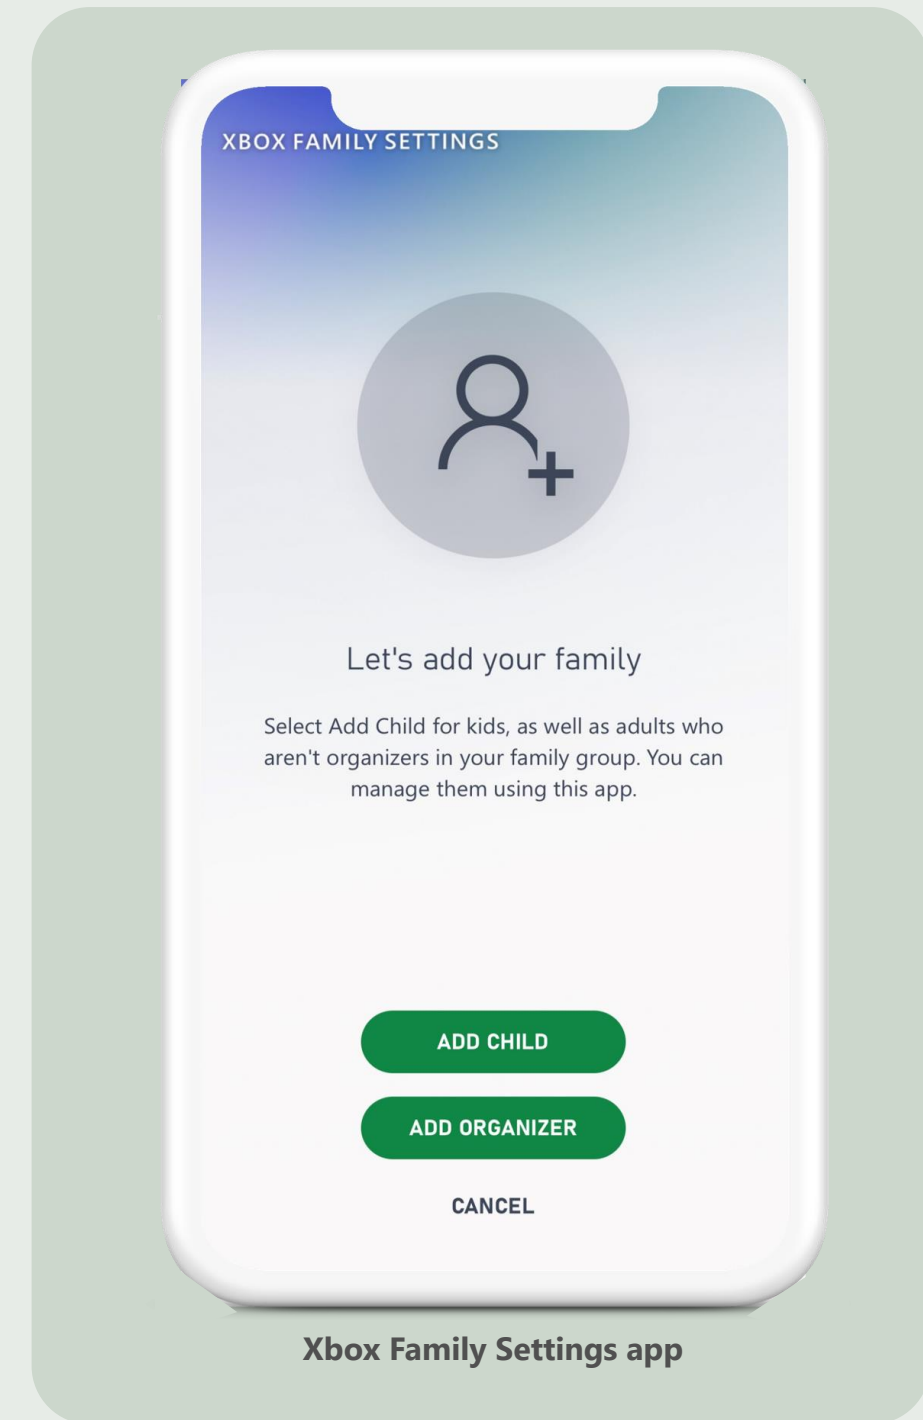 XBOX FAMILY SETTINGS
Let's add your family
Select Add Child for kids, as well as adults who
aren't organizers in your family group. You can
manage them using this app.
ADD CHILD
ADD ORGANIZER
CANCEL
Xbox Family Settings app